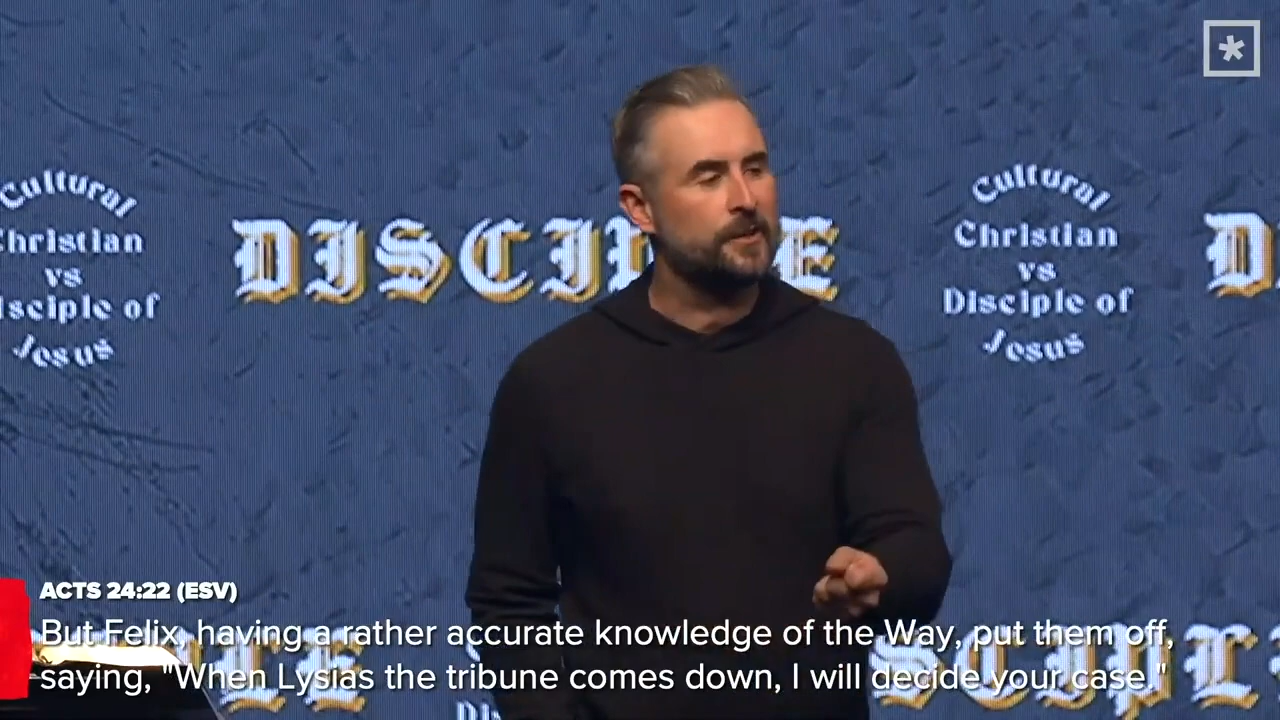 *
Cultural
Christian
vs
Disciple of
Jesus
DISCIPLE
Cultural
Christian
vs
Disciple of
Jesus
ACTS 24:22 (ESV)
But Felix, having a rather accurate knowledge of the Way, put them off,
saying, "When Lysias the tribune comes down, I will decide your case."